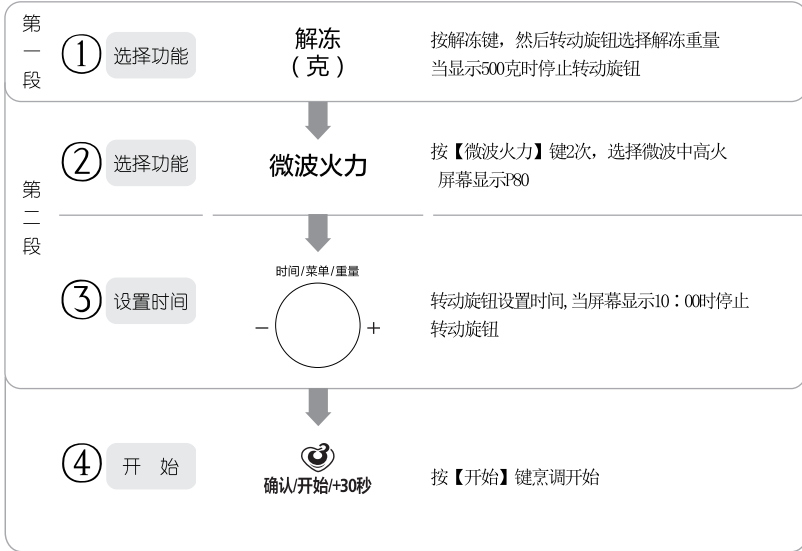 第一段
① 选择功能
解冻
（克）
按解冻键，然后转动旋钮选择解冻重量
当显示500克时停止转动旋钮
第二段
② 选择功能
微波火力
按【微波火力】键2次，选择微波中高火
屏幕显示P80
③ 设置时间
时间/菜单/重量
− +
转动旋钮设置时间,当屏幕显示10：00时停止
转动旋钮
④ 开 始
确认/开始/+30秒
按【开始】键烹调开始